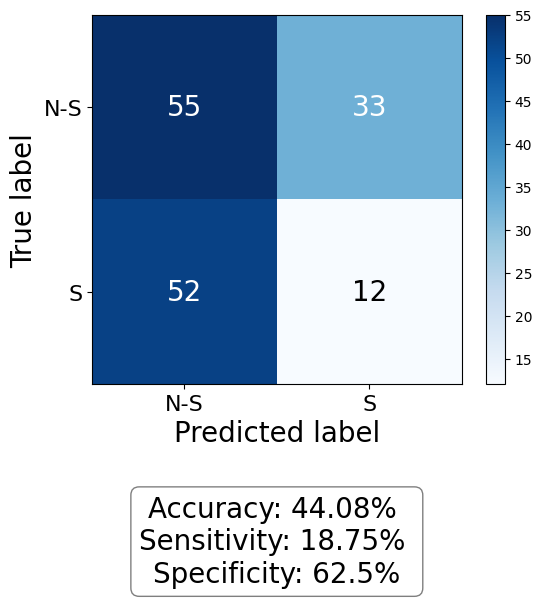 55
N-S
55
33
50
45
40
True label
35
30
S
52
12
25
20
15
N-S
S
Predicted label
Accuracy: 44.08%
Sensitivity: 18.75%
Specificity: 62.5%